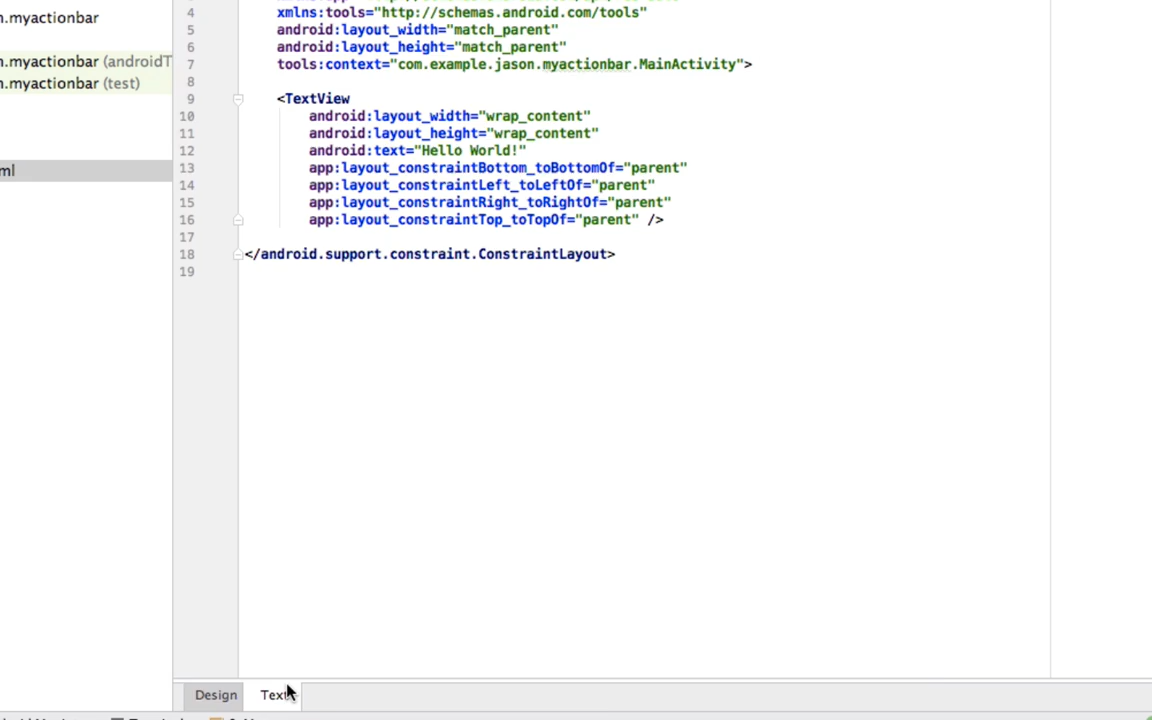 n.myactionbar
n.myactionbar (androidT
n.myactionbar (test)
ml
4 xmlns:tools="http://schemas.android.com/tools"
5 android:layout_width="match_parent"
6 android:layout_height="match_parent"
7 tools:context="com.example.jason.myactionbar.MainActivity">
8
9 <TextView
10 android:layout_width="wrap_content"
11 android:layout_height="wrap_content"
12 android:text="Hello World!"
13 app:layout_constraintBottom_toBottomOf="parent"
14 app:layout_constraintLeft_toLeftOf="parent"
15 app:layout_constraintRight_toRightOf="parent"
16 app:layout_constraintTop_toTopOf="parent" />
17
18 </android.support.constraint.ConstraintLayout>
19
Design Text